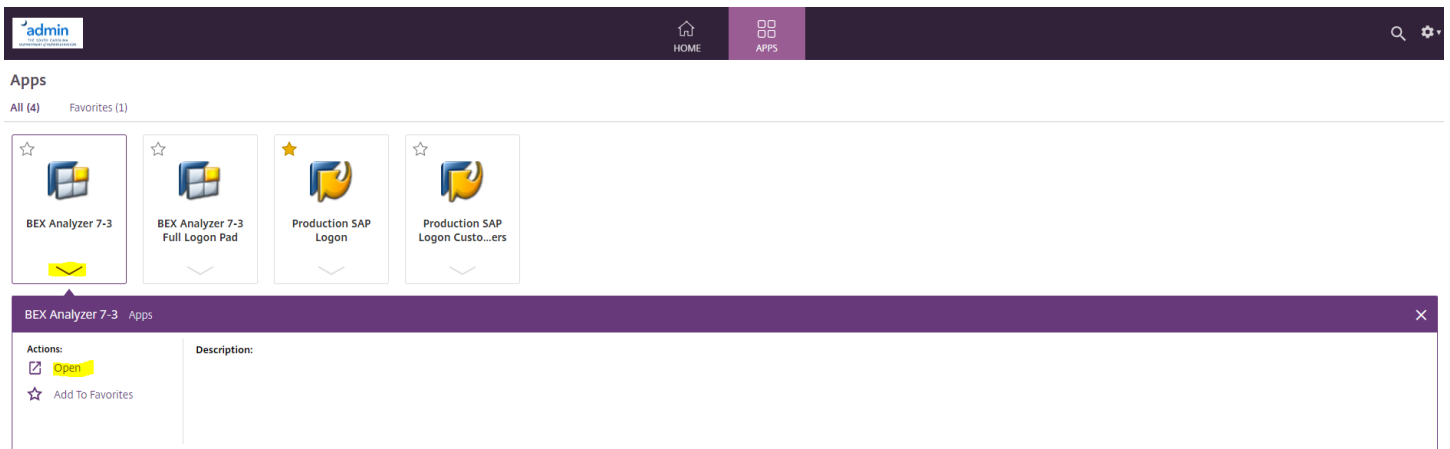 admin
HOME
APPS
Apps
All (4)
Favorites (1)
BEX Analyzer 7-3
BEX Analyzer 7-3
Full Logon Pad
Production SAP
Logon
Production SAP
Logon Custo...ers
BEX Analyzer 7-3 Apps
Actions:
Description:
Open
Add To Favorites